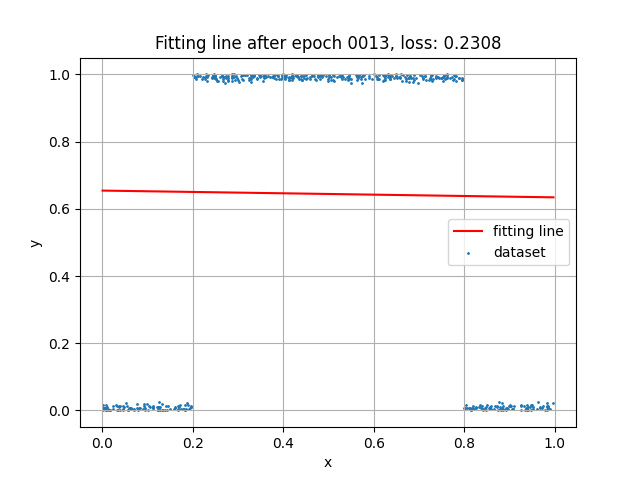 Fitting line after epoch 0013, loss: 0.2308
1.0
0.8
0.6
0.4
0.2
0.0
y
fitting line
dataset
0.0 0.2 0.4 0.6 0.8 1.0
x